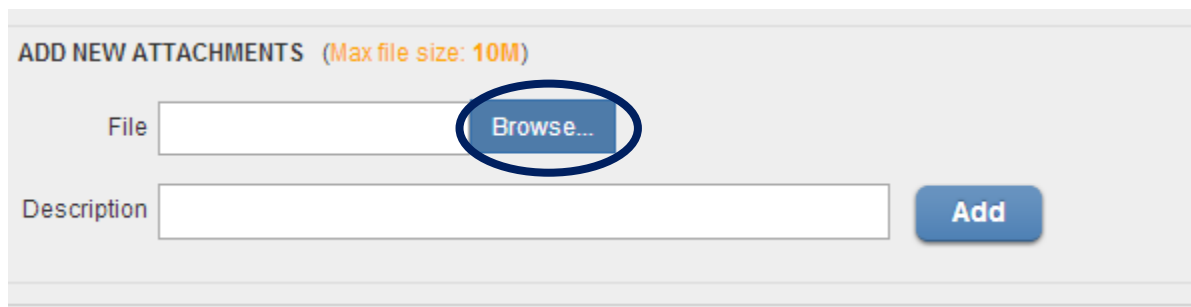 ADD NEW ATTACHMENTS (Max file size: 10M)
File Browse...
Description Add